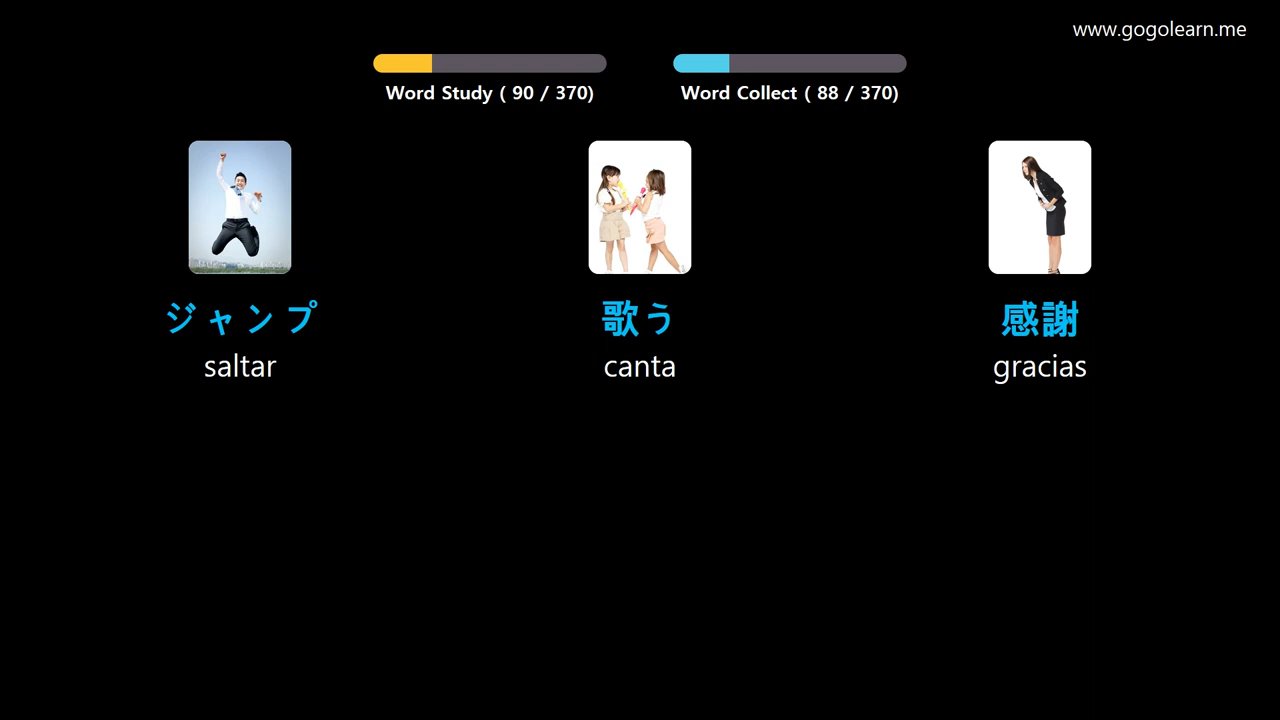 www.gogolearn.me
Word Study ( 90 / 370)
Word Collect ( 88 / 370)
ジャンプ
saltar
歌う
canta
感謝
gracias